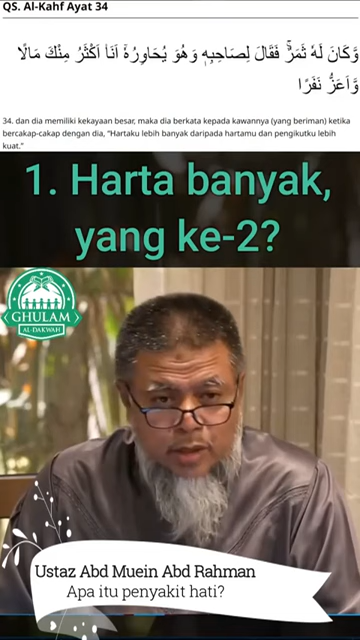 QS. Al-Kahf Ayat 34
وَّكَانَ لَهٗ ثَمَرٌۚ فَقَالَ لِصَاحِبِهٖ وَهُوَ يُحَاوِرُهٗٓ اَنَا۠ اَكْثَرُ مِنْكَ مَالًا
وَّاَعَزُّ نَفَرًا
34. dan dia memiliki kekayaan besar, maka dia berkata kepada kawannya (yang beriman) ketika
bercakap-cakap dengan dia, “Hartaku lebih banyak daripada hartamu dan pengikutku lebih
kuat.”
1. Harta banyak,
yang ke-2?
GHULAM
AL-DAKWAH
Ustaz Abd Muein Abd Rahman
Apa itu penyakit hati?